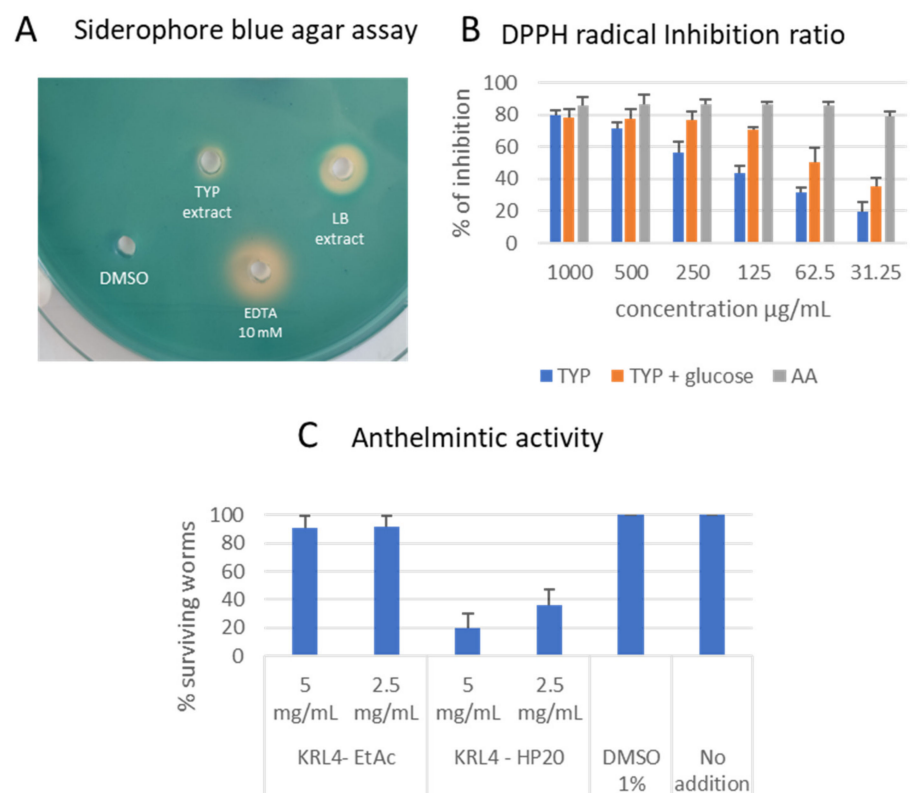 A Siderophore blue agar assay
TYP
extract
LB
extract
DMSO
EDTA
10 mM
B DPPH radical Inhibition ratio
% of inhibition
100
80
60
40
20
0
1000 500 250 125 62.5 31.25
concentration µg/mL
TYP TYP + glucose AA
C Anthelmintic activity
% surviving worms
100
80
60
40
20
0
5 2.5 5 2.5
mg/mL mg/mL mg/mL mg/mL
KRL4- EtAc KRL4 - HP20 DMSO No
1% addition